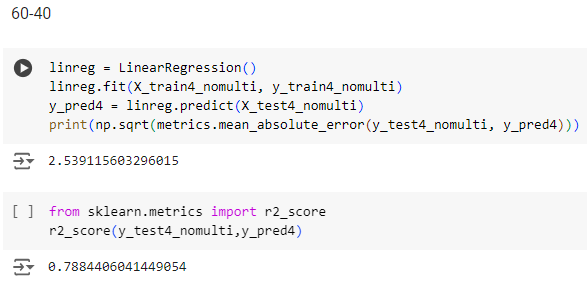 60-40
linreg = LinearRegression()
linreg.fit(X_train4_nomulti, y_train4_nomulti)
y_pred4 = linreg.predict(X_test4_nomulti)
print(np.sqrt(metrics.mean_absolute_error(y_test4_nomulti, y_pred4)))
2.539115603296015
[ ] from sklearn.metrics import r2_score
r2_score(y_test4_nomulti,y_pred4)
0.7884406041449054